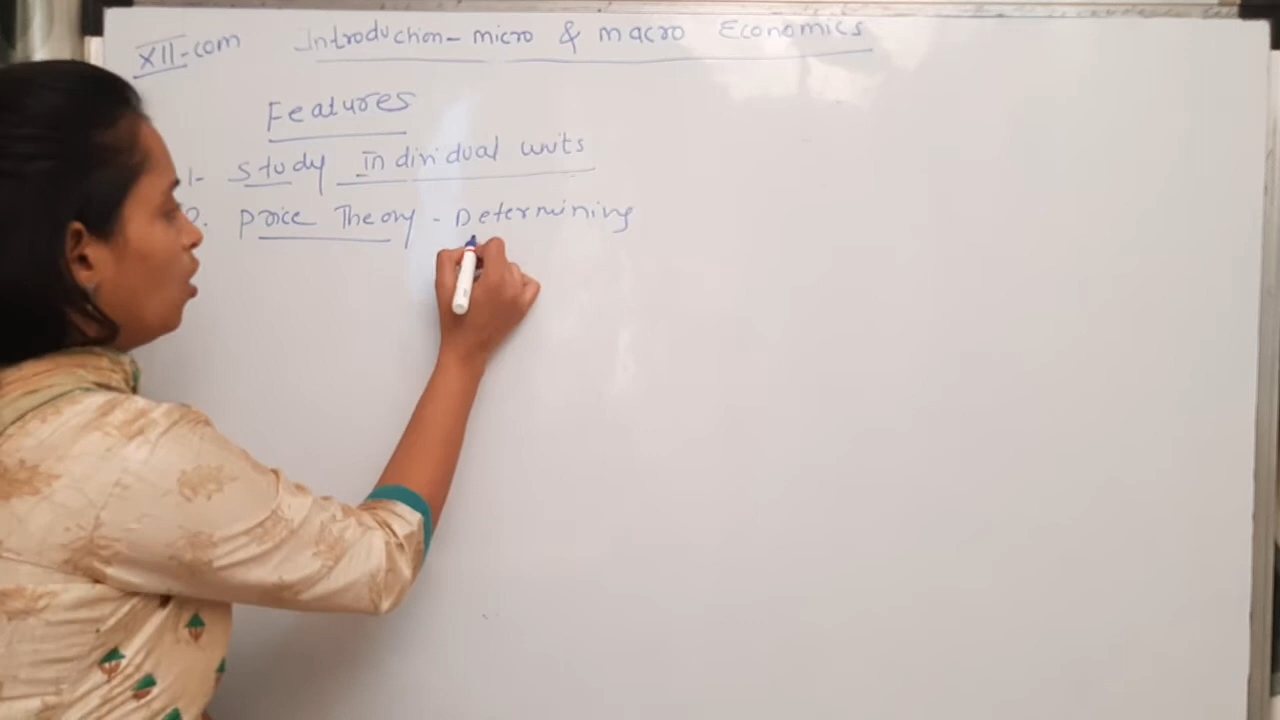 XII-com Introduction- micro & macro Economics
Features
1- Study Individual units
2. Price Theory - Determining